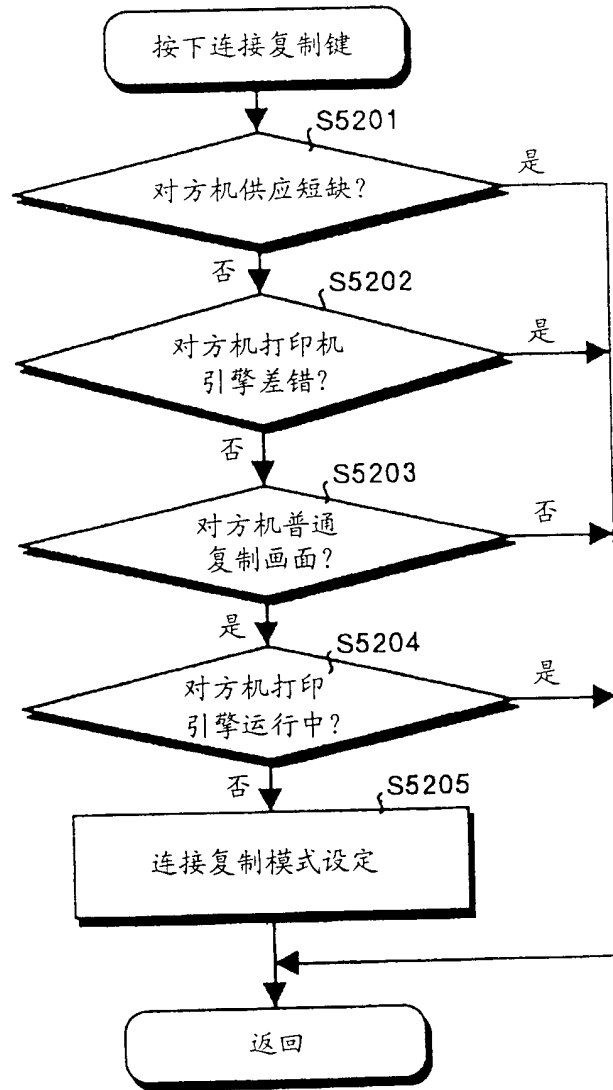 按下连接复制键
S5201
对方机供应短缺？
是
否
S5202
对方机打印机
引擎差错？
是
否
S5203
对方机普通
复制画面？
否
是
S5204
对方机打印
引擎运行中？
是
否
S5205
连接复制模式设定
返回